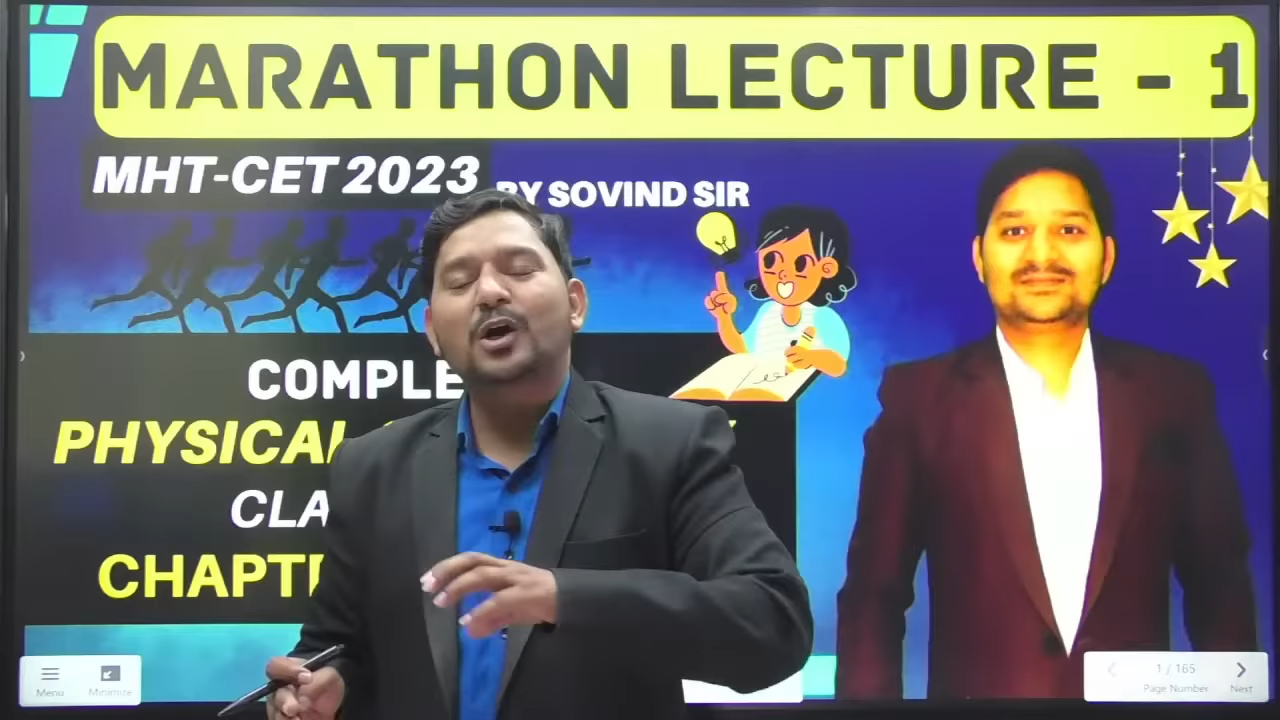 MARATHON LECTURE - 1
MHT-CET 2023
BY SOVIND SIR
COMPLE
PHYSICAL
CLA
CHAPT
Menu
Minimize
1 / 165
Page Number
Next